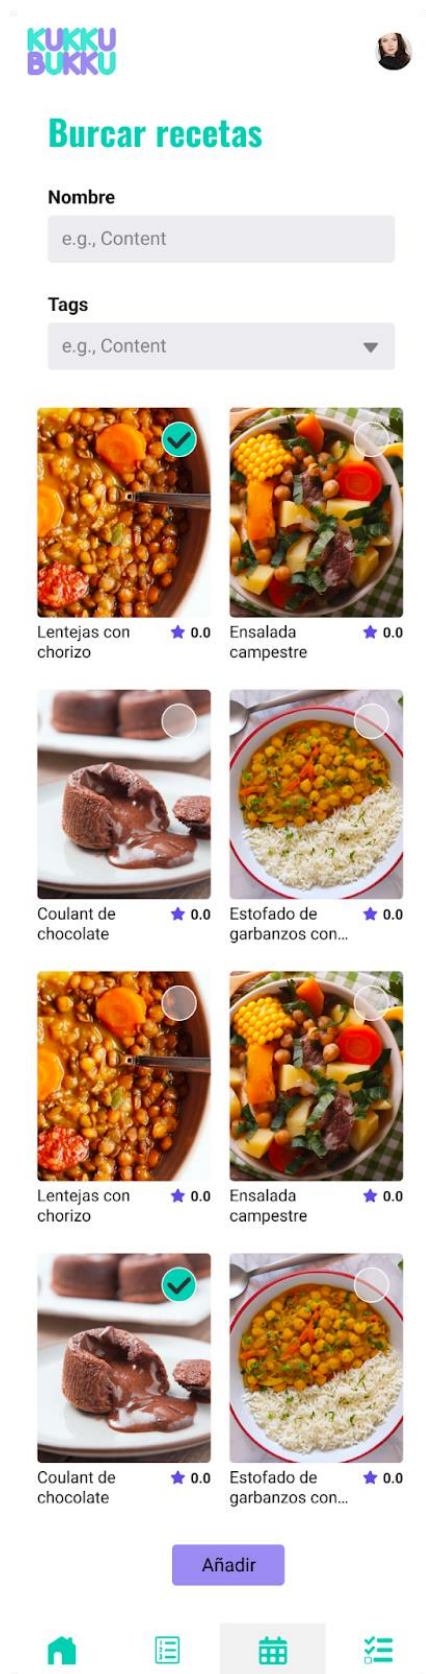 KUKKU
BUKKU
Burcar recetas
Nombre
e.g., Content
Tags
e.g., Content
Lentejas con
chorizo
0.0
Ensalada
campestre
0.0
Coulant de
chocolate
0.0
Estofado de
garbanzos con...
0.0
Lentejas con
chorizo
0.0
Ensalada
campestre
0.0
Coulant de
chocolate
0.0
Estofado de
garbanzos con...
0.0
Añadir